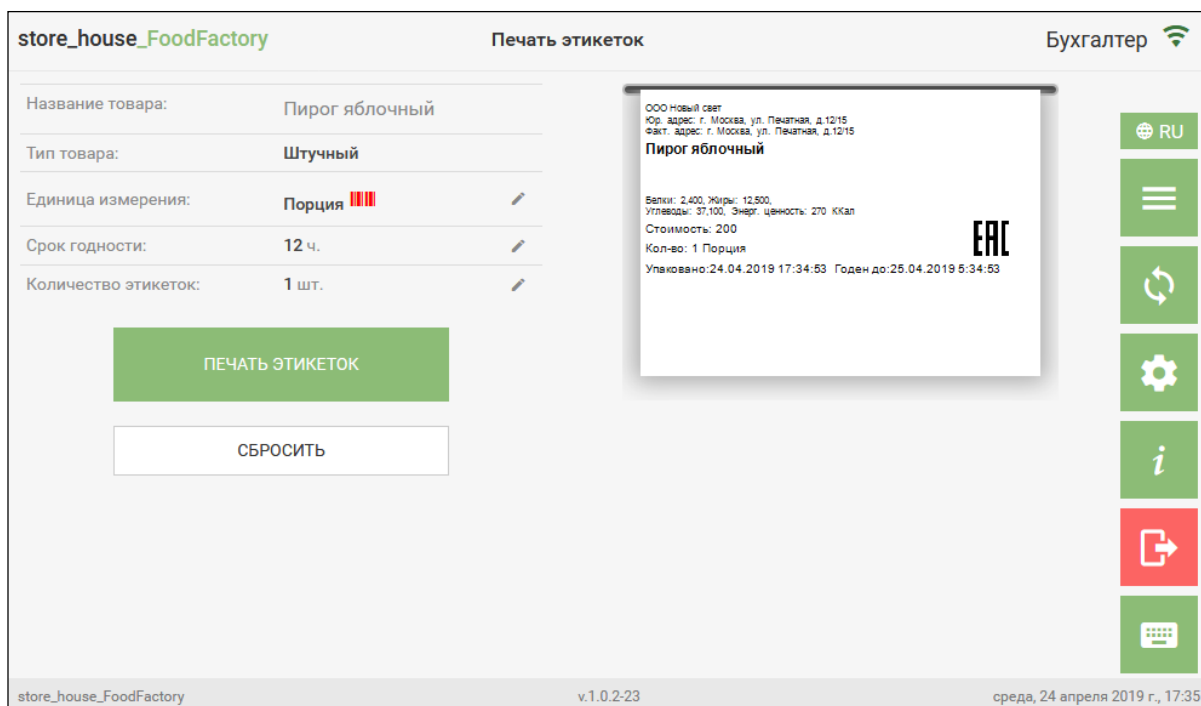 store_house_FoodFactory
Печать этикеток
Бухгалтер
Название товара: Пирог яблочный
Тип товара: Штучный
Единица измерения: Порция
Срок годности: 12 ч.
Количество этикеток: 1 шт.
ПЕЧАТЬ ЭТИКЕТОК
СБРОСИТЬ
ООО Новый свет
Юр. адрес: г. Москва, ул. Печатная, д.12/15
Факт. адрес: г. Москва, ул. Печатная, д.12/15
Пирог яблочный
Белки: 2,400, Жиры: 12,500,
Углеводы: 37,100, Энерг. ценность: 270 ККал
Стоимость: 200
Кол-во: 1 Порция
EAC
Упаковано:24.04.2019 17:34:53 Годен до:25.04.2019 5:34:53
RU
i
store_house_FoodFactory
v.1.0.2-23
среда, 24 апреля 2019 г., 17:35